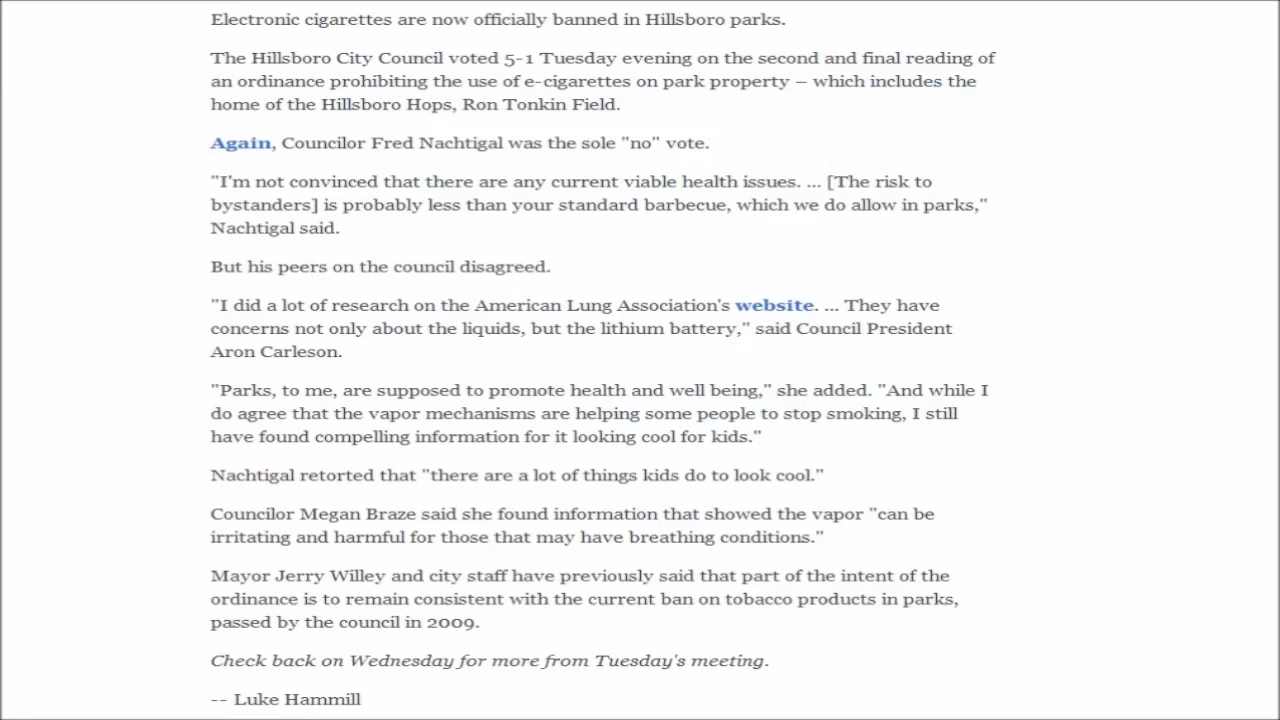 Electronic cigarettes are now officially banned in Hillsboro parks.
The Hillsboro City Council voted 5-1 Tuesday evening on the second and final reading of
an ordinance prohibiting the use of e-cigarettes on park property – which includes the
home of the Hillsboro Hops, Ron Tonkin Field.
Again, Councilor Fred Nachtigal was the sole "no" vote.
"I'm not convinced that there are any current viable health issues. ... [The risk to
bystanders] is probably less than your standard barbecue, which we do allow in parks,"
Nachtigal said.
But his peers on the council disagreed.
"I did a lot of research on the American Lung Association's website. ... They have
concerns not only about the liquids, but the lithium battery," said Council President
Aron Carleson.
"Parks, to me, are supposed to promote health and well being," she added. "And while I
do agree that the vapor mechanisms are helping some people to stop smoking, I still
have found compelling information for it looking cool for kids."
Nachtigal retorted that "there are a lot of things kids do to look cool."
Councilor Megan Braze said she found information that showed the vapor "can be
irritating and harmful for those that may have breathing conditions."
Mayor Jerry Willey and city staff have previously said that part of the intent of the
ordinance is to remain consistent with the current ban on tobacco products in parks,
passed by the council in 2009.
Check back on Wednesday for more from Tuesday's meeting.
-- Luke Hammill